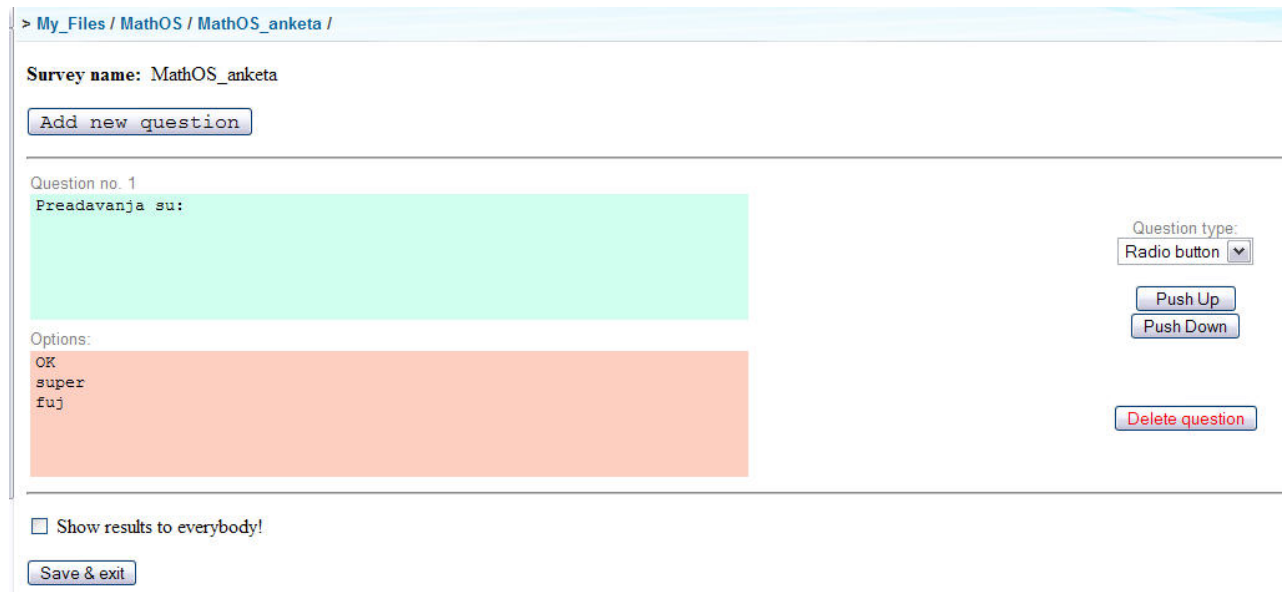 > My_Files / MathOS / MathOS_anketa /
Survey name: MathOS_anketa
Add new question
Question no. 1
Preadavanja su:
Question type:
Radio button
Push Up
Push Down
Options:
OK
super
fuj
Delete question
Show results to everybody!
Save & exit